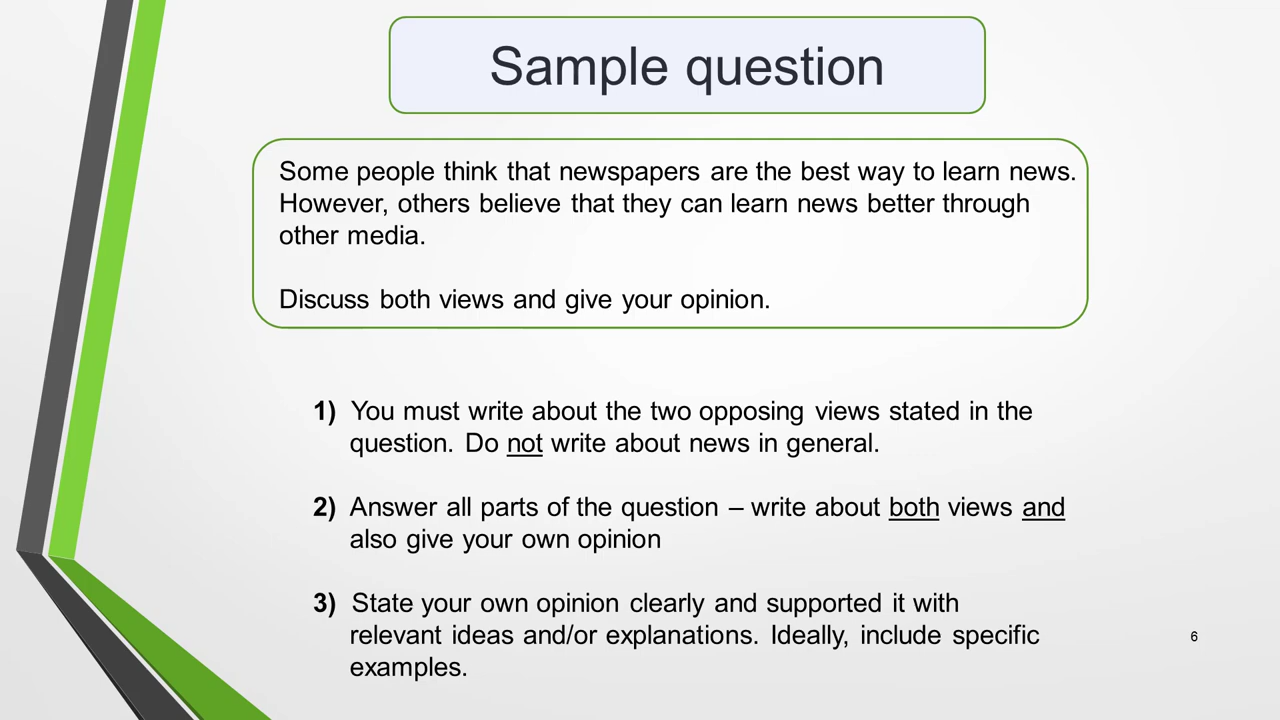 Sample question
Some people think that newspapers are the best way to learn news.
However, others believe that they can learn news better through
other media.
Discuss both views and give your opinion.
1) You must write about the two opposing views stated in the
question. Do not write about news in general.
2) Answer all parts of the question – write about both views and
also give your own opinion
3) State your own opinion clearly and supported it with
relevant ideas and/or explanations. Ideally, include specific
examples.
6